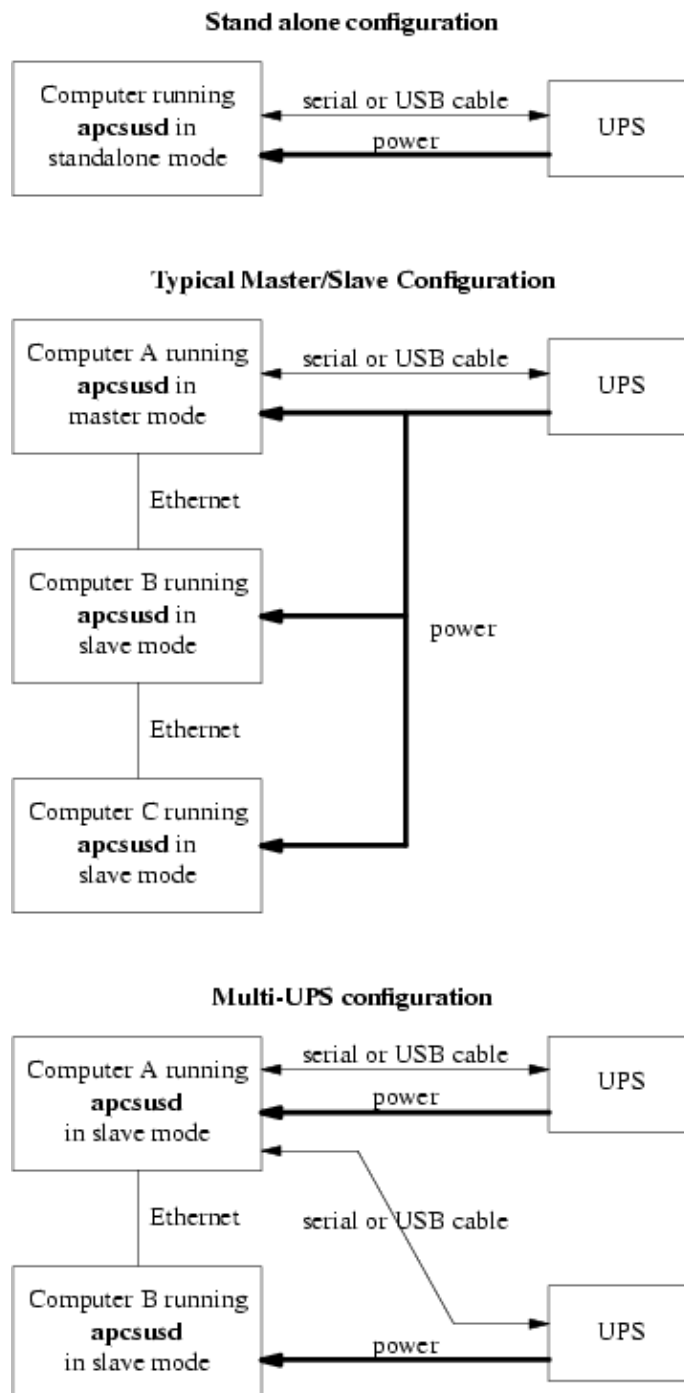 Stand alone configuration
Computer running
apcsusd in
standalone mode
serial or USB cable
power
UPS
Typical Master/Slave Configuration
Computer A running
apcsusd in
master mode
serial or USB cable
UPS
Ethernet
Computer B running
apcsusd in
slave mode
power
Ethernet
Computer C running
apcsusd in
slave mode
Multi-UPS configuration
Computer A running
apcsusd
in slave mode
serial or USB cable
power
UPS
Ethernet
serial or USB cable
Computer B running
apcsusd
in slave mode
power
UPS